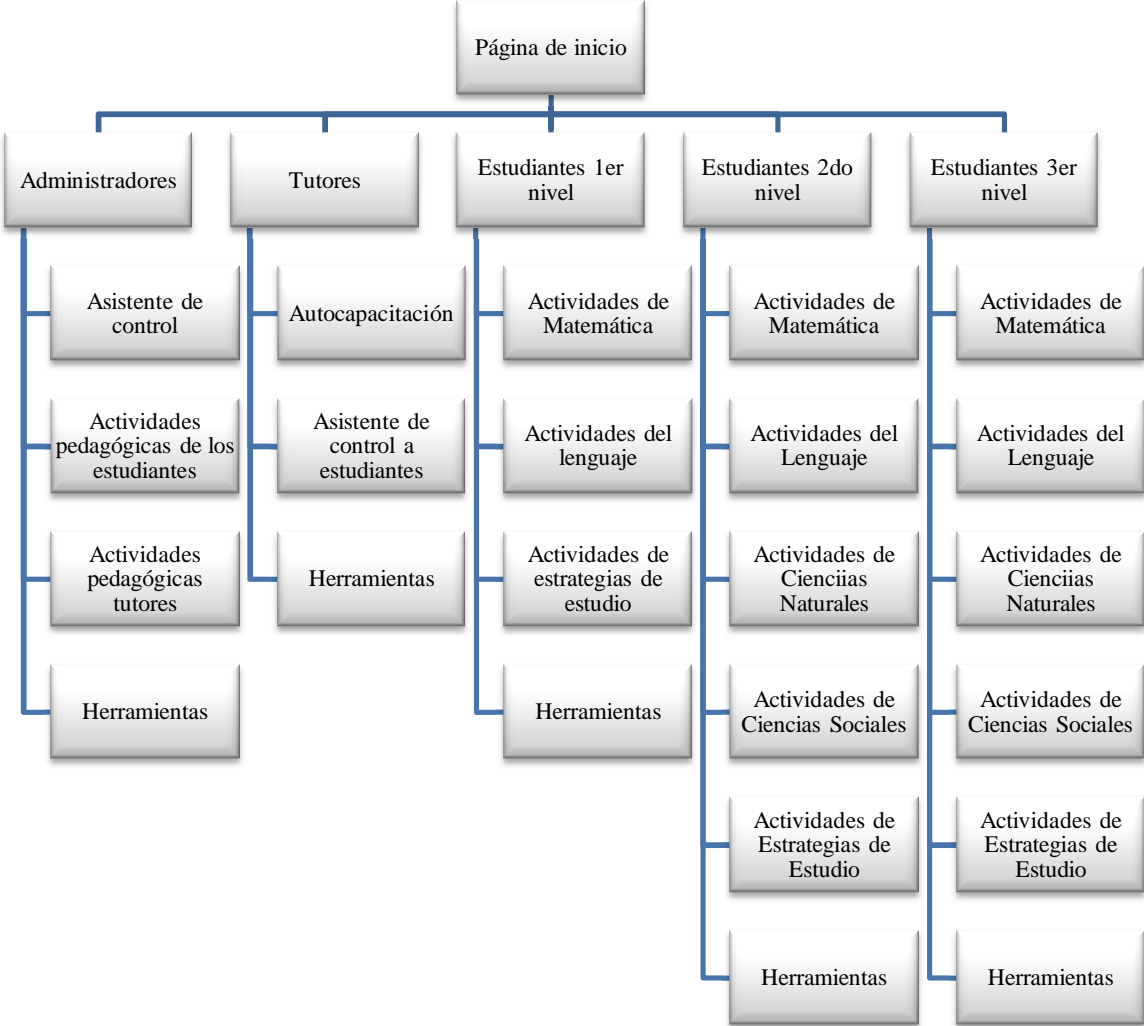 Página de inicio
Administradores
Asistente de
control
Actividades
pedagógicas de los
estudiantes
Actividades
pedagógicas
tutores
Herramientas
Tutores
Autocapacitación
Asistente de
control a
estudiantes
Herramientas
Estudiantes 1er
nivel
Actividades de
Matemática
Actividades del
lenguaje
Actividades de
estrategias de
estudio
Herramientas
Estudiantes 2do
nivel
Actividades de
Matemática
Actividades del
Lenguaje
Actividades de
Cienciias
Naturales
Actividades de
Ciencias Sociales
Actividades de
Estrategias de
Estudio
Herramientas
Estudiantes 3er
nivel
Actividades de
Matemática
Actividades del
Lenguaje
Actividades de
Cienciias
Naturales
Actividades de
Ciencias Sociales
Actividades de
Estrategias de
Estudio
Herramientas